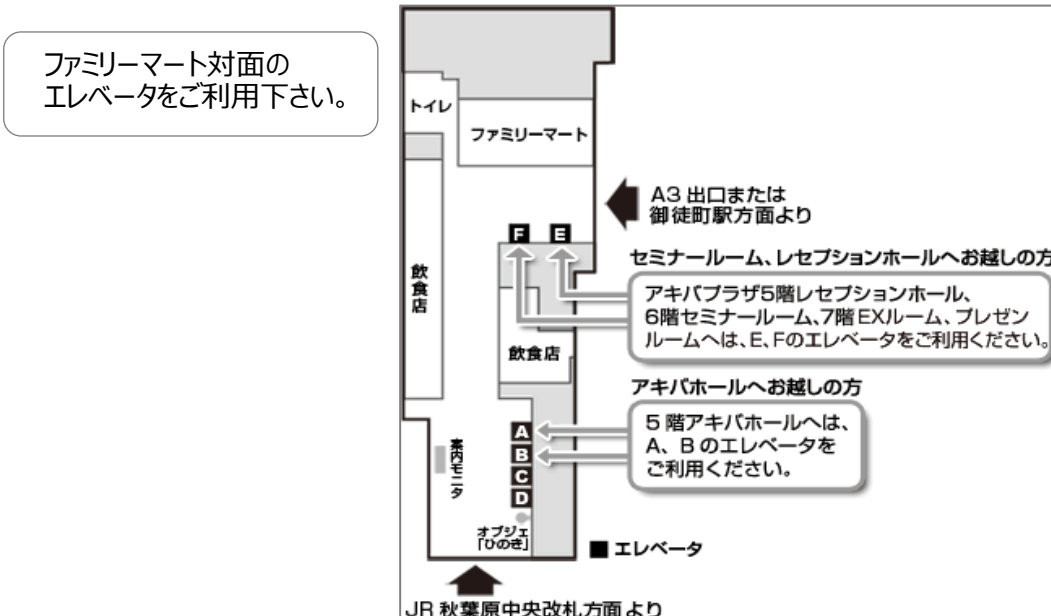 ファミリーマート対面の
エレベータをご利用下さい。
トイレ
ファミリーマート
A3 出口または
御徒町駅方面より
F E
セミナールーム、レセプションホールへお越しの方
アキバプラザ5階レセプションホール、
6階セミナールーム、7階EXルーム、プレゼン
ルームへは、E、Fのエレベータをご利用ください。
飲食店
飲食店
アキバホールへお越しの方
5 階アキバホールへは、
A、B のエレベータを
ご利用ください。
A
B
C
D
案内モニタ
オブジェ
「ひのき」
■ エレベータ
JR 秋葉原中央改札方面より